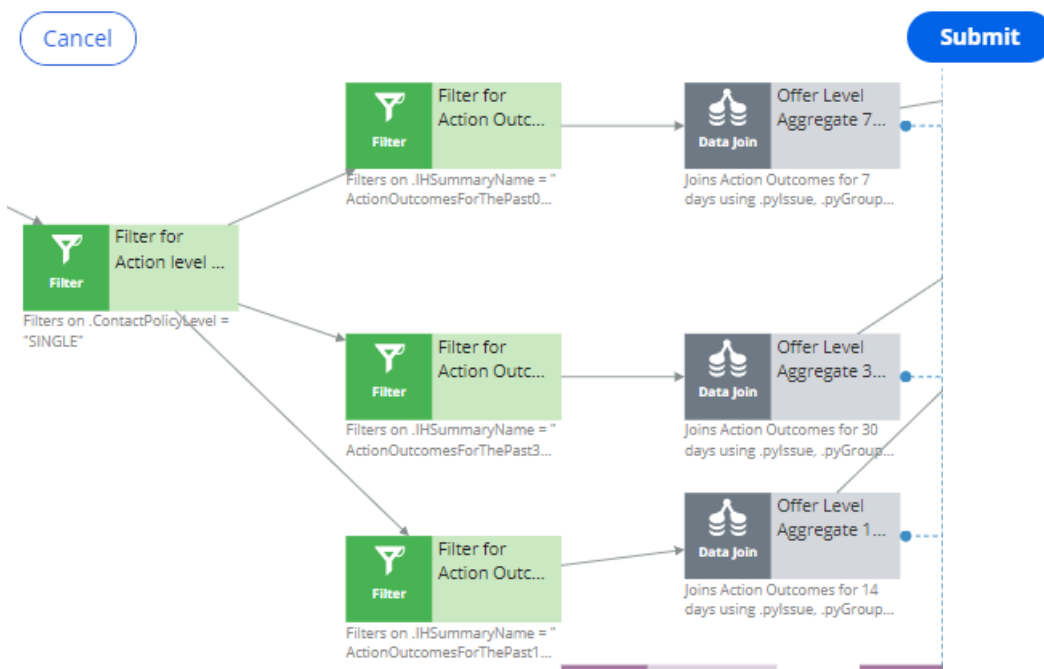 Cancel
Submit
Filter for
Action Outc...
Filter
Filters on .IHSummaryName = "
ActionOutcomesForThePast0...
Offer Level
Aggregate 7...
Data Join
Joins Action Outcomes for 7
days using .pyIssue, .pyGroup...
Filter for
Action level ...
Filter
Filters on .ContactPolicyLevel =
"SINGLE"
Filter for
Action Outc...
Filter
Filters on .IHSummaryName = "
ActionOutcomesForThePast3...
Offer Level
Aggregate 3...
Data Join
Joins Action Outcomes for 30
days using .pyIssue, .pyGroup...
Offer Level
Aggregate 1...
Data Join
Joins Action Outcomes for 14
days using .pyIssue, .pyGroup...
Filter for
Action Outc...
Filter
Filters on .IHSummaryName = "
ActionOutcomesForThePast1...